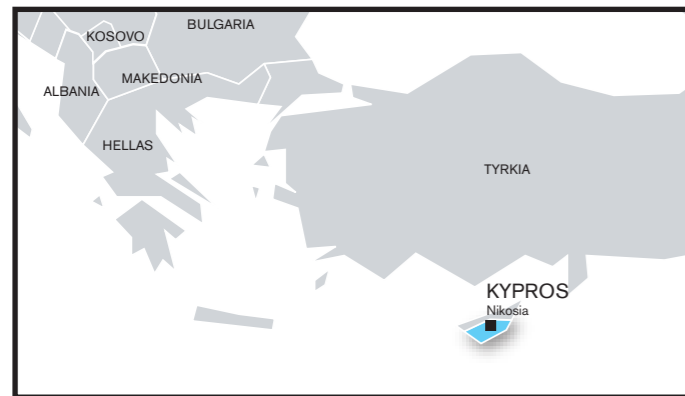 BULGARIA
KOSOVO
MAKEDONIA
ALBANIA
HELLAS
TYRKIA
KYPROS
Nikosia